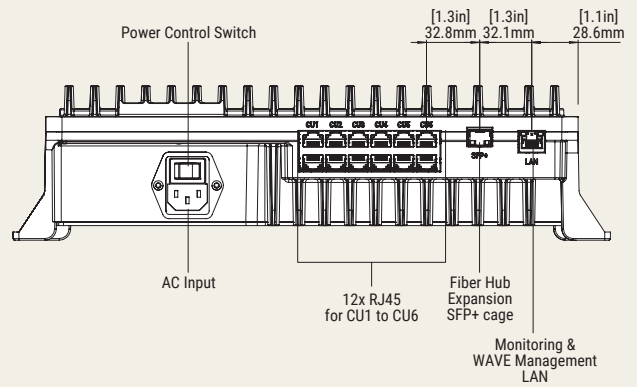 [1.3in]
32.8mm
[1.3in]
32.1mm
[1.1in]
28.6mm
Power Control Switch
CU1 CU2 CU3 CU4 CU5 CU6
SFP+
LAN
AC Input
12x RJ45
for CU1 to CU6
Fiber Hub
Expansion
SFP+ cage
Monitoring &
WAVE Management
LAN